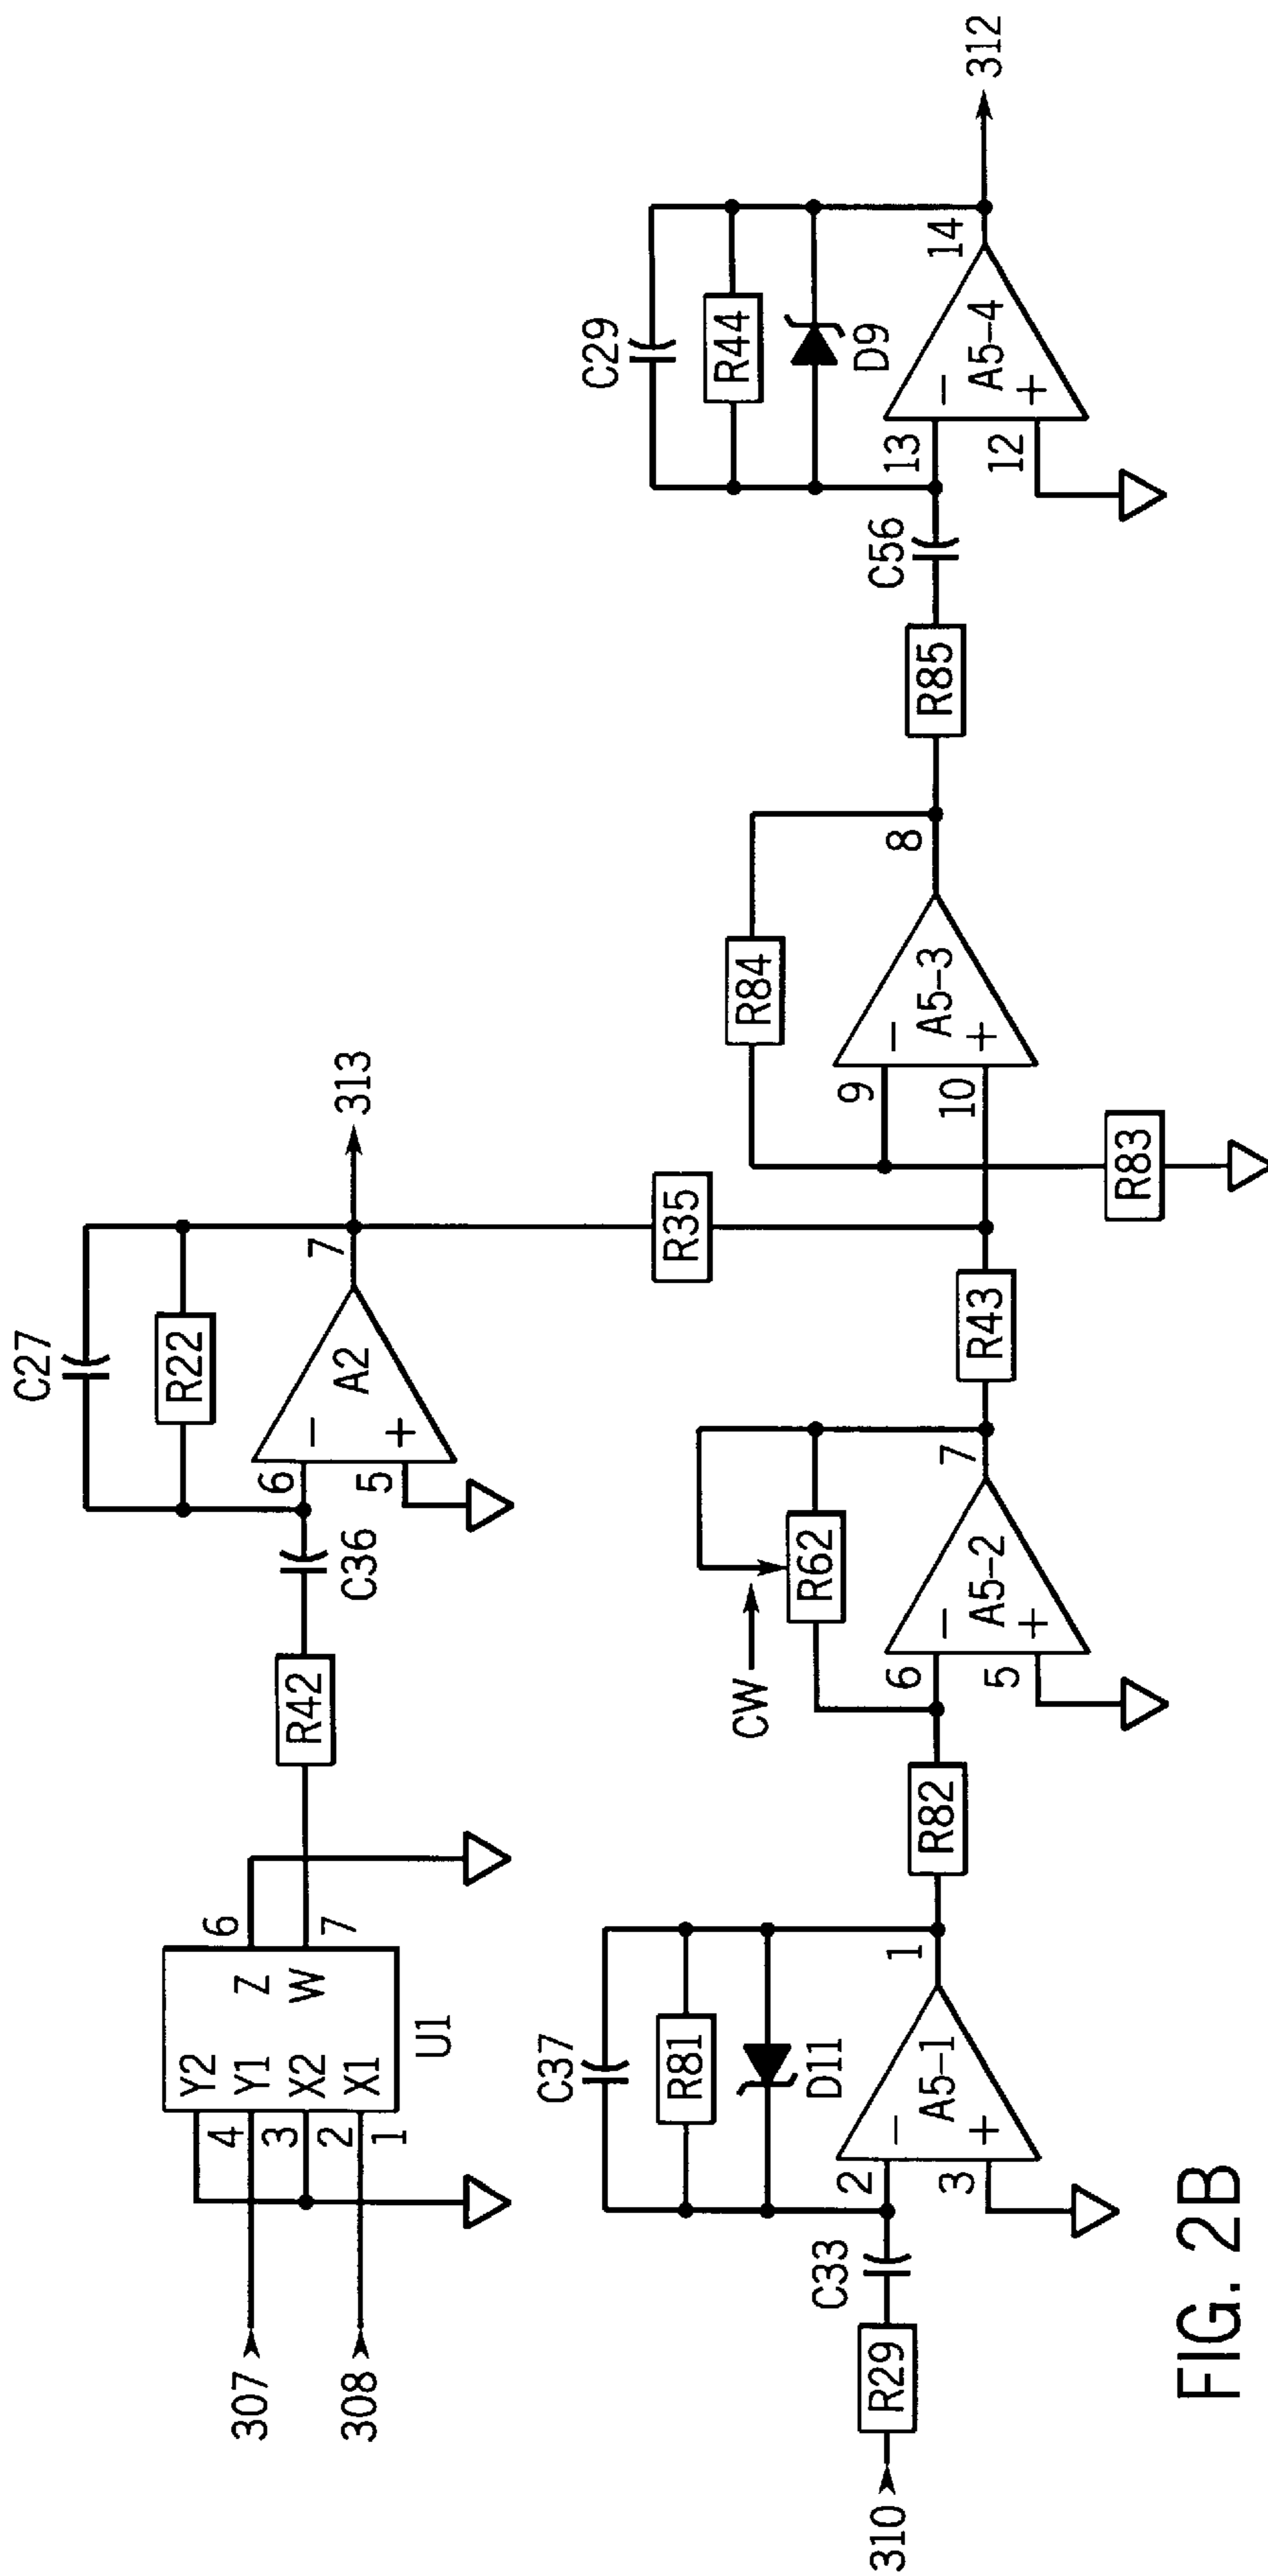 307
308
4
3
2
1
Y2
Y1
X2
X1
Z
W
6
7
U1
R42
C36
C27
R22
6
5
−
+
A2
7
313
R35
310
R29
C33
C37
R81
D11
2
3
−
+
A5-1
1
R82
CW
R62
6
5
−
+
A5-2
7
R43
R84
9
10
−
+
A5-3
8
R83
R85
C56
C29
R44
D9
13
12
−
+
A5-4
14
312
FIG. 2B